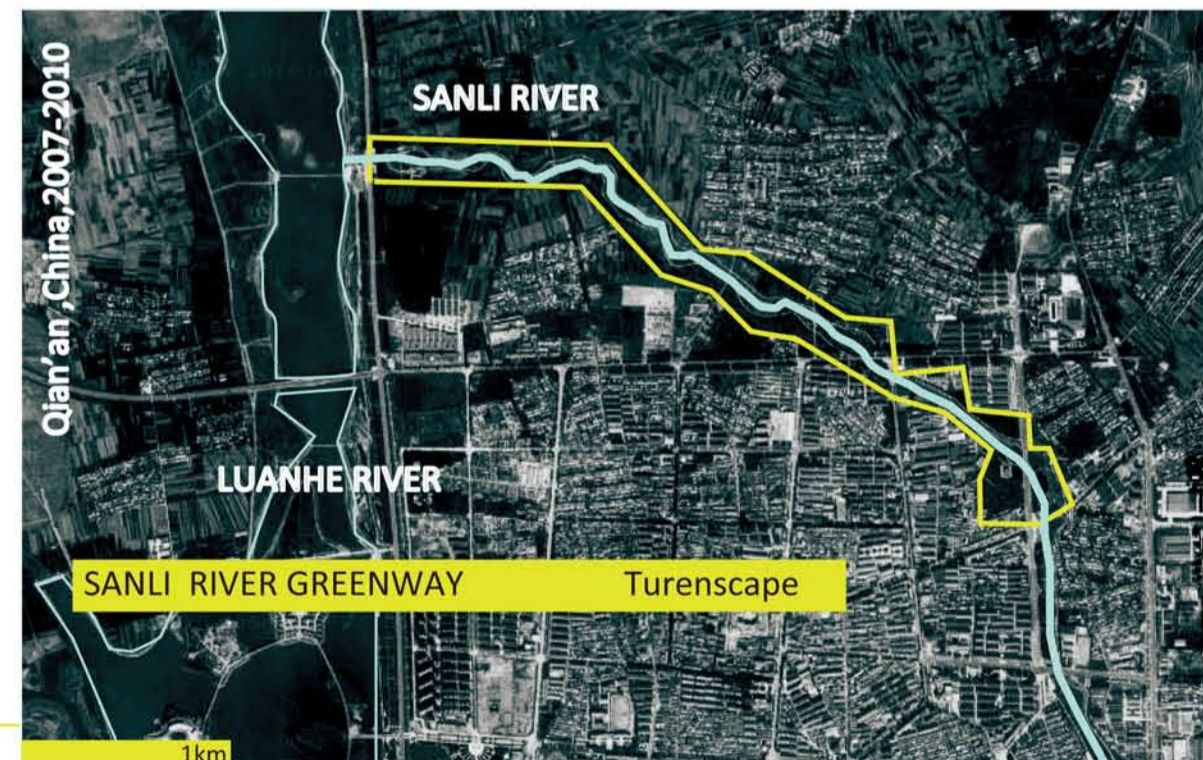 Qian'an ,China,2007-2010
SANLI RIVER
LUANHE RIVER
SANLI RIVER GREENWAY
Turenscape
1km